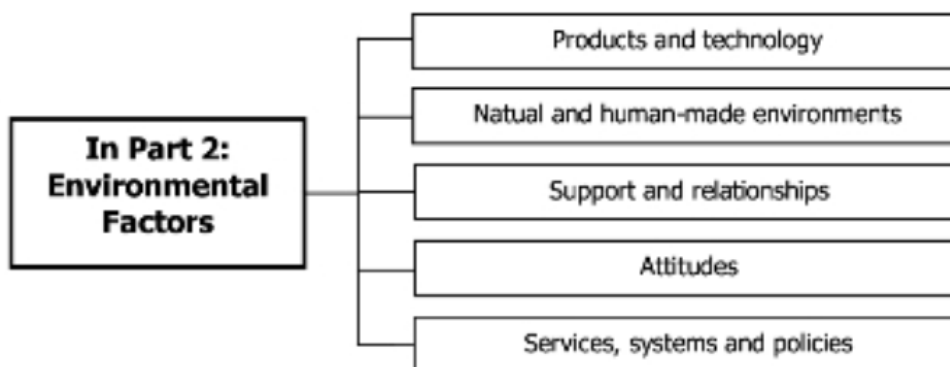 In Part 2:
Environmental
Factors
Products and technology
Natual and human-made environments
Support and relationships
Attitudes
Services, systems and policies